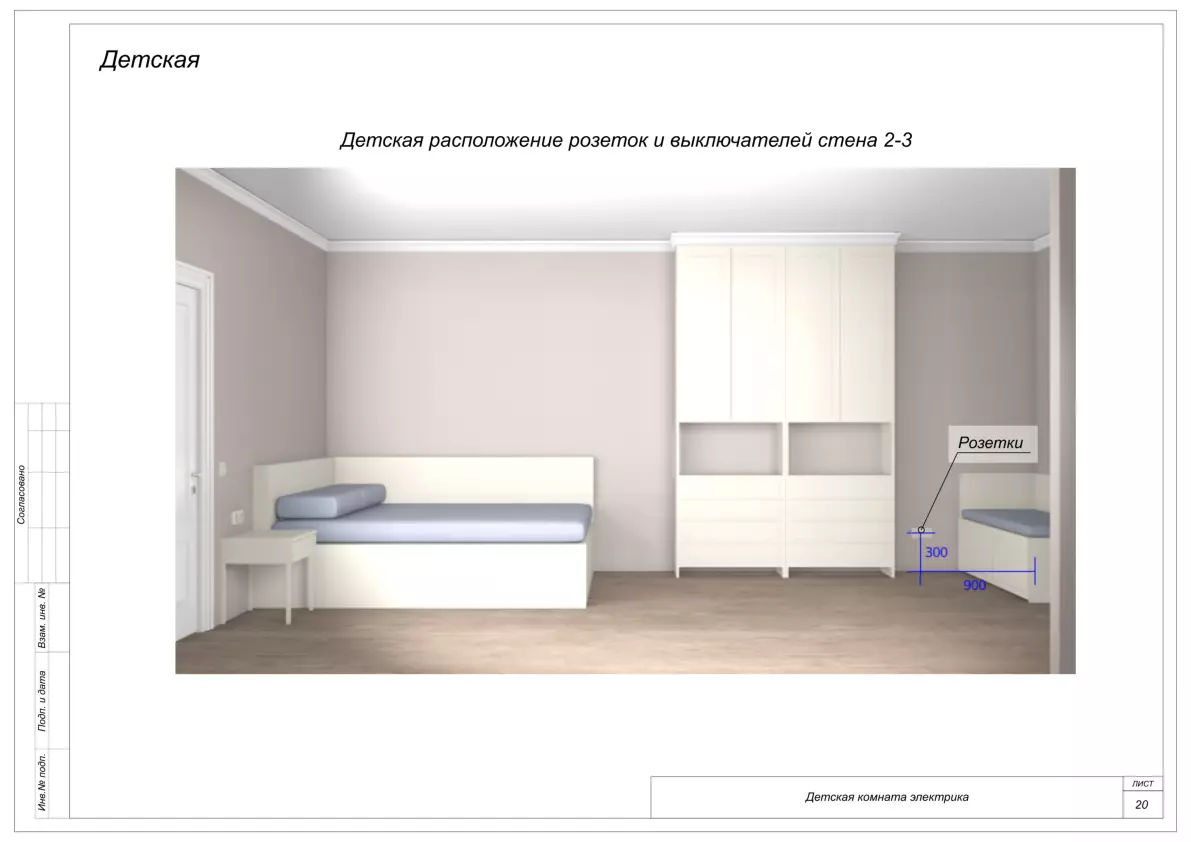 Детская
Детская расположение розеток и выключателей стена 2-3
Розетки
300
900
Согласовано
Взам. инв. №
Подп. и дата
Инв.№ подп.
Детская комната электрика
лист
20